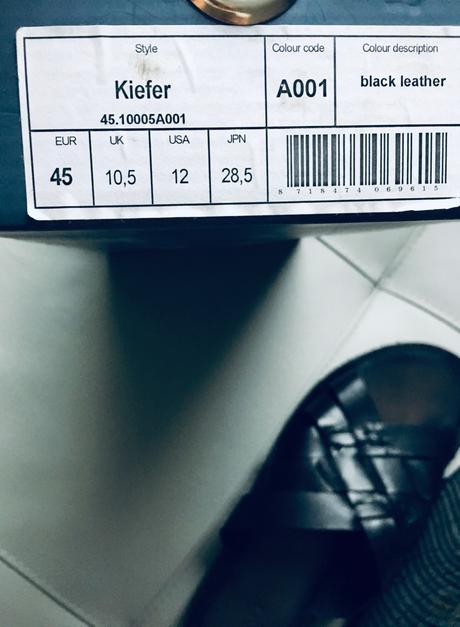 Style Colour code Colour description
Kiefer A001 black leather
45.10005A001
EUR UK USA JPN
45 10,5 12 28,5
8 718474 069615